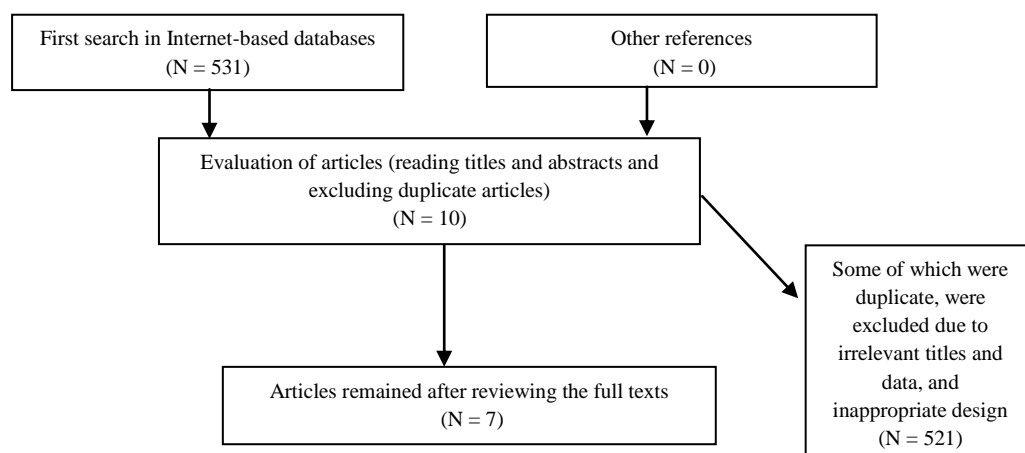 First search in Internet-based databases
(N = 531)
Other references
(N = 0)
Evaluation of articles (reading titles and abstracts and
excluding duplicate articles)
(N = 10)
Some of which were
duplicate, were
excluded due to
irrelevant titles and
data, and
inappropriate design
(N = 521)
Articles remained after reviewing the full texts
(N = 7)